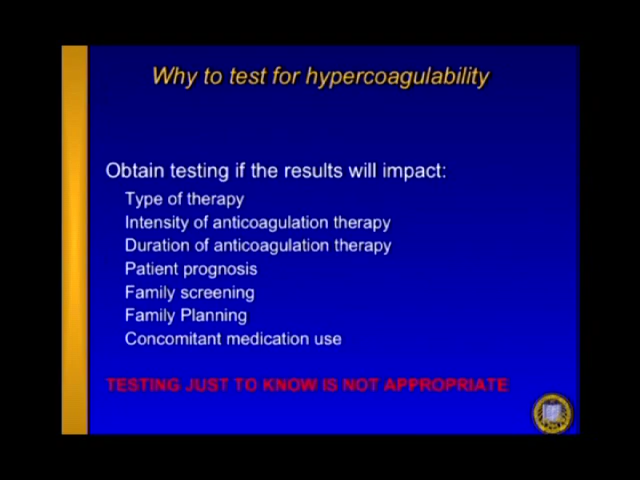 Why to test for hypercoagulability
Obtain testing if the results will impact:
Type of therapy
Intensity of anticoagulation therapy
Duration of anticoagulation therapy
Patient prognosis
Family screening
Family Planning
Concomitant medication use
TESTING JUST TO KNOW IS NOT APPROPRIATE